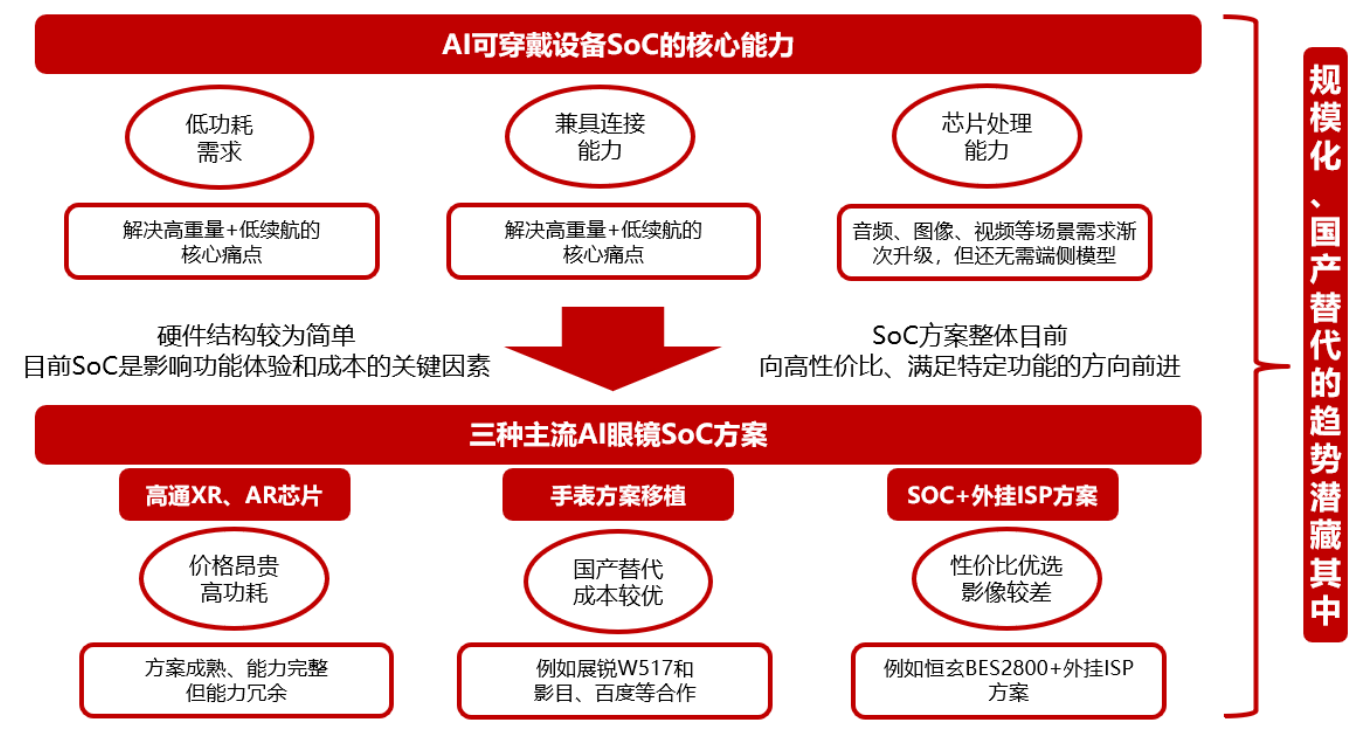 AI可穿戴设备SoC的核心能力
低功耗
需求
兼具连接
能力
芯片处理
能力
解决高重量+低续航的
核心痛点
解决高重量+低续航的
核心痛点
音频、图像、视频等场景需求渐
次升级，但还无需端侧模型
硬件结构较为简单
目前SoC是影响功能体验和成本的关键因素
SoC方案整体目前
向高性价比、满足特定功能的方向前进
三种主流AI眼镜SoC方案
高通XR、AR芯片
手表方案移植
SOC+外挂ISP方案
价格昂贵
高功耗
国产替代
成本较优
性价比优选
影像较差
方案成熟、能力完整
但能力冗余
例如展锐W517和
影目、百度等合作
例如恒玄BES2800+外挂ISP
方案
规模化、国产替代的趋势潜藏其中